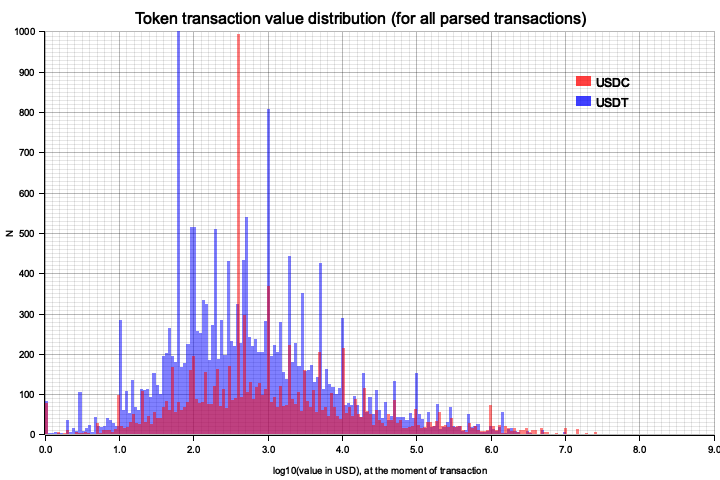 Token transaction value distribution (for all parsed transactions)
1000
900
800
700
600
500
400
300
200
100
0
N
USDC
USDT
0.0 1.0 2.0 3.0 4.0 5.0 6.0 7.0 8.0 9.0
log10(value in USD), at the moment of transaction